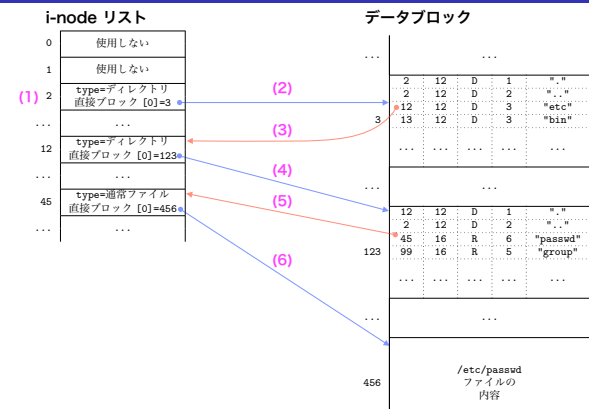 i-node リスト
データブロック
0 使用しない
1 使用しない
(1) 2 type=ディレクトリ
直接ブロック [0]=3
... ...
12 type=ディレクトリ
直接ブロック [0]=123
... ...
45 type=通常ファイル
直接ブロック [0]=456
... ...
(2)
(3)
(4)
(5)
(6)
... ...
3
2 12 D 1 "."
2 12 D 2 ".."
12 12 D 3 "etc"
13 12 D 3 "bin"
... ... ... ... ...
... ...
123
12 12 D 1 "."
2 12 D 2 ".."
45 16 R 6 "passwd"
99 16 R 5 "group"
... ... ... ... ...
... ...
456
/etc/passwd
ファイルの
内容